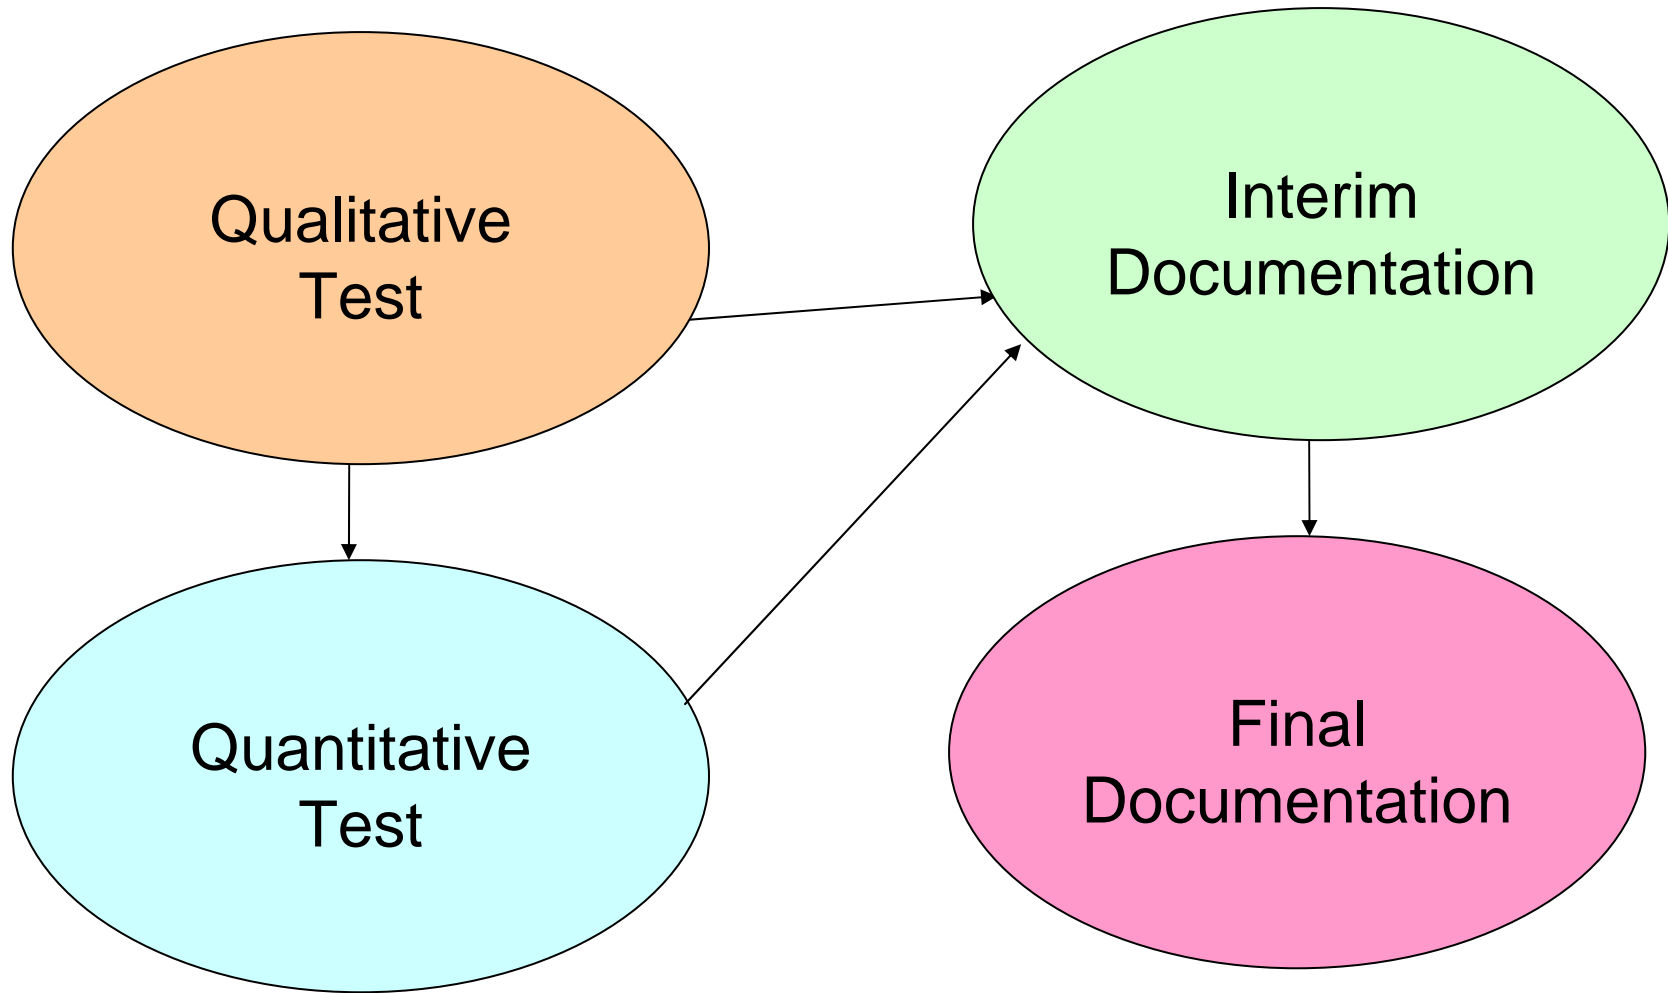 Qualitative
Test
Interim
Documentation
Quantitative
Test
Final
Documentation